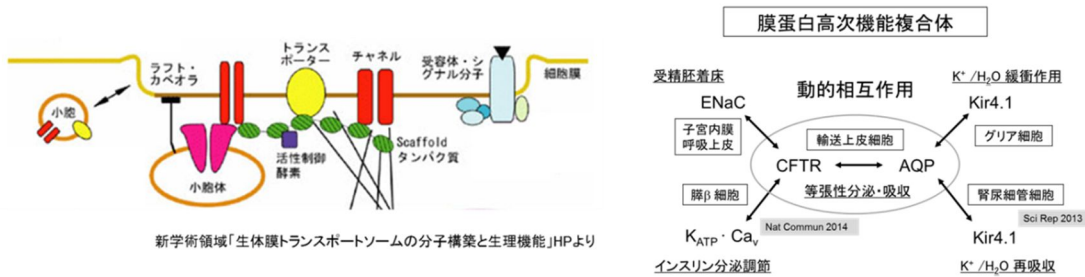 ラフト・
カベオラ
トランス
ポーター
チャネル
受容体・シ
グナル分子
細胞膜
小胞
活性制御
酵素
Scaffold
タンパク質
小胞体
新学術領域「生体膜トランスポートソームの分子構築と生理機能」HPより
膜蛋白高次機能複合体
受精胚着床
ENaC
動的相互作用
K⁺ /H₂O 緩衝作用
Kir4.1
子宮内膜
呼吸上皮
輸送上皮細胞
グリア細胞
CFTR
AQP
等張性分泌・吸収
膵β 細胞
腎尿細管細胞
Nat Commun 2014
Sci Rep 2013
K_ATP · Ca_v
Kir4.1
インスリン分泌調節
K⁺ /H₂O 再吸収